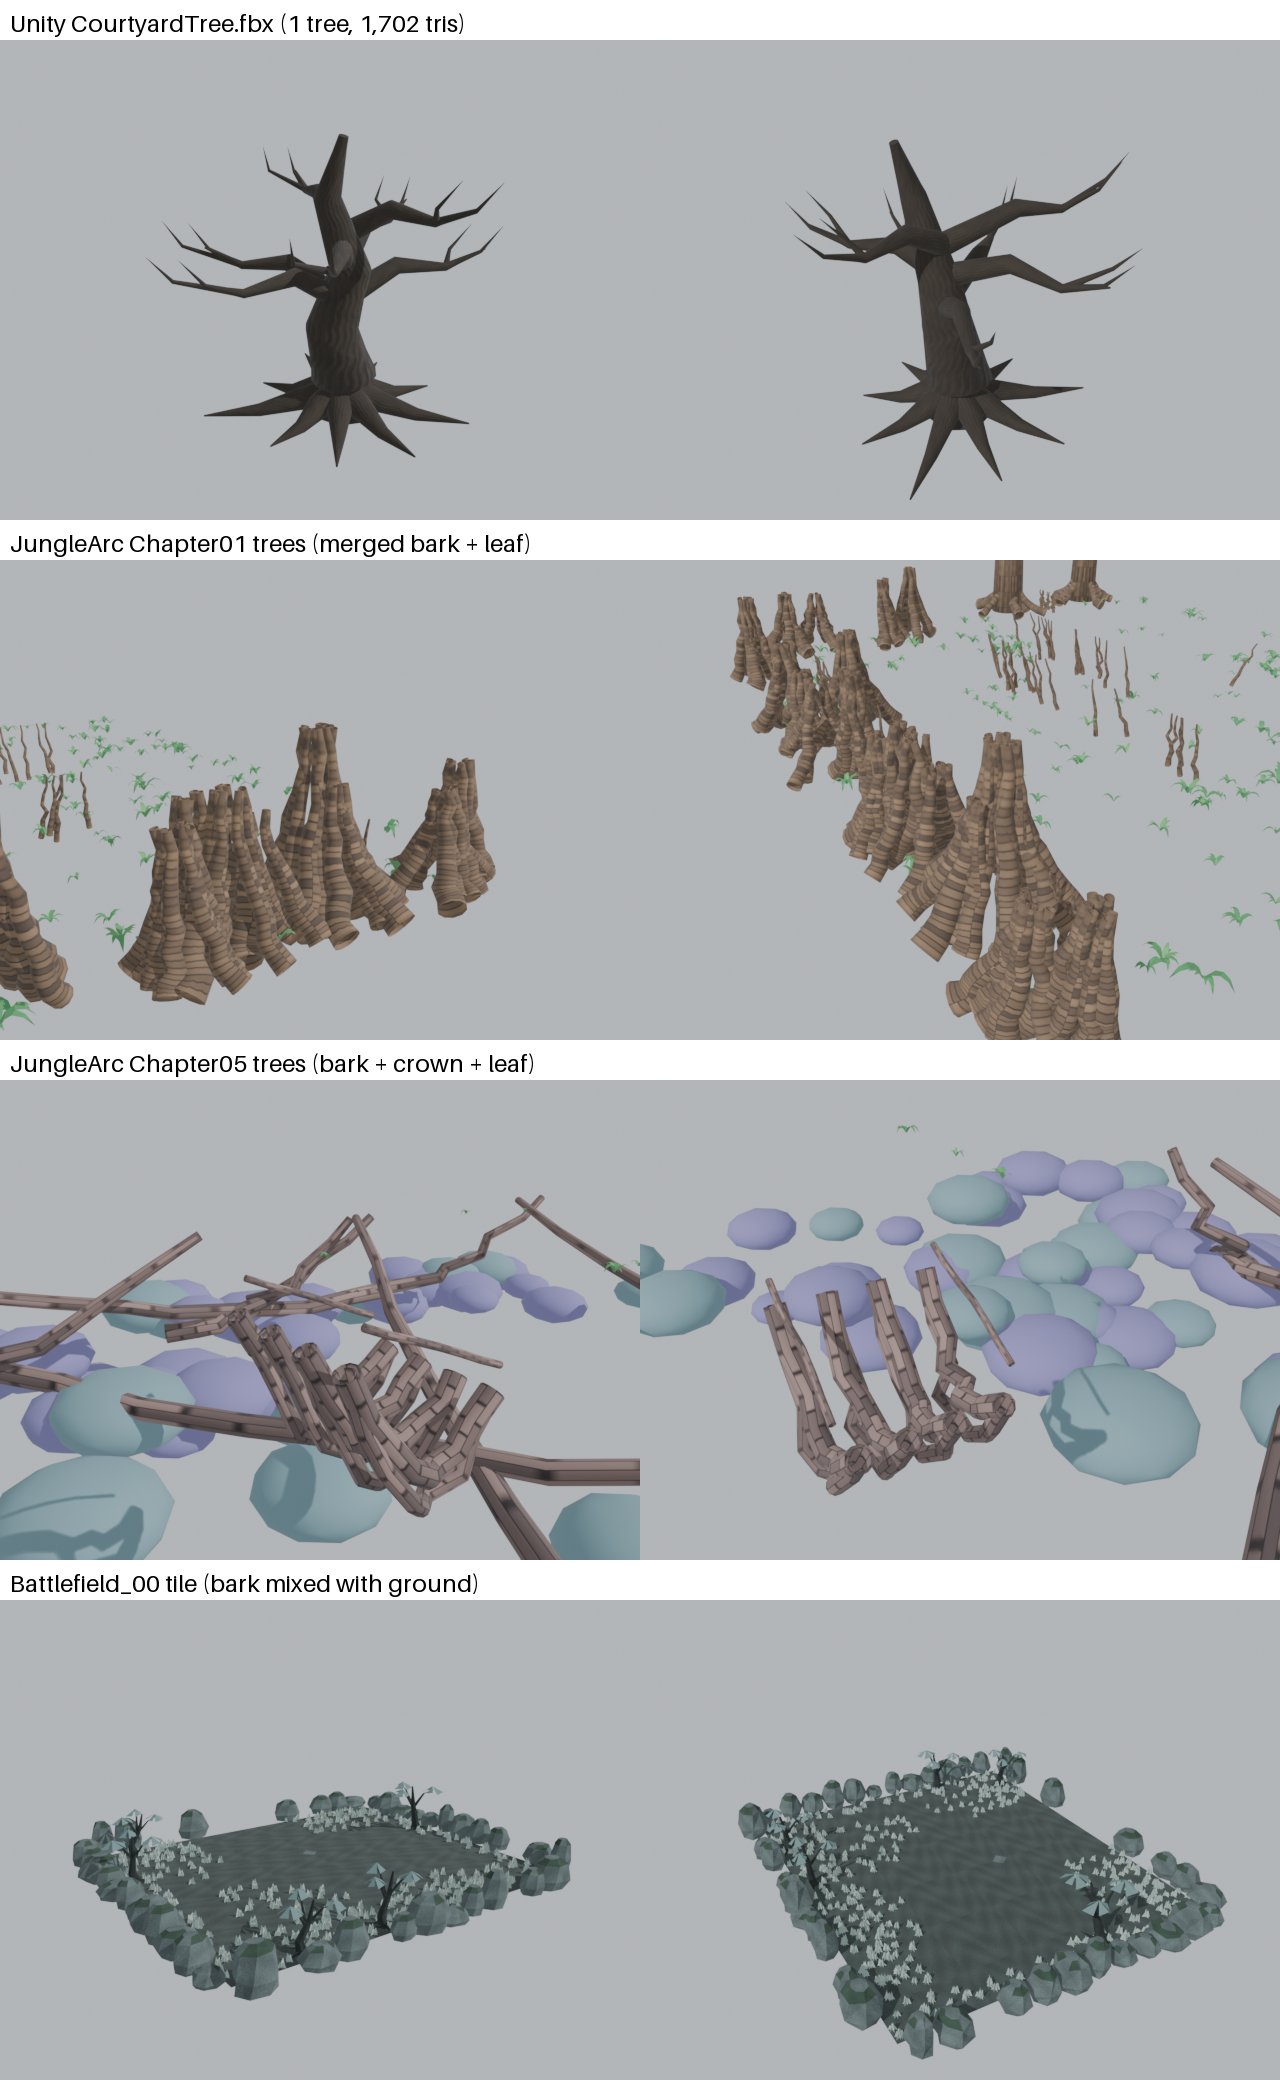 Unity CourtyardTree.fbx (1 tree, 1,702 tris)
JungleArc Chapter01 trees (merged bark + leaf)
JungleArc Chapter05 trees (bark + crown + leaf)
Battlefield_00 tile (bark mixed with ground)